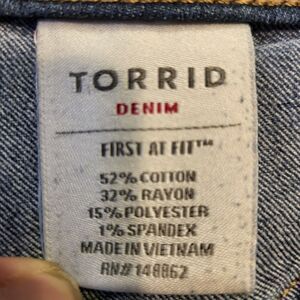 TORRID
DENIM
FIRST AT FIT™
52% COTTON
32% RAYON
15% POLYESTER
1% SPANDEX
MADE IN VIETNAM
RN# 148862